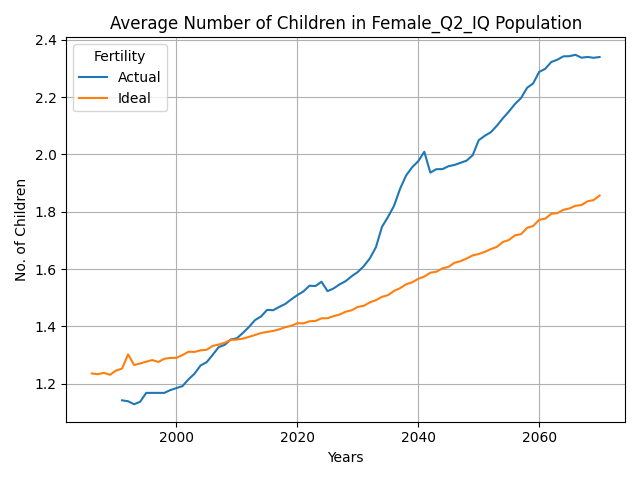 Average Number of Children in Female_Q2_IQ Population
Fertility
Actual
Ideal
No. of Children
2.4
2.2
2.0
1.8
1.6
1.4
1.2
2000
2020
2040
2060
Years